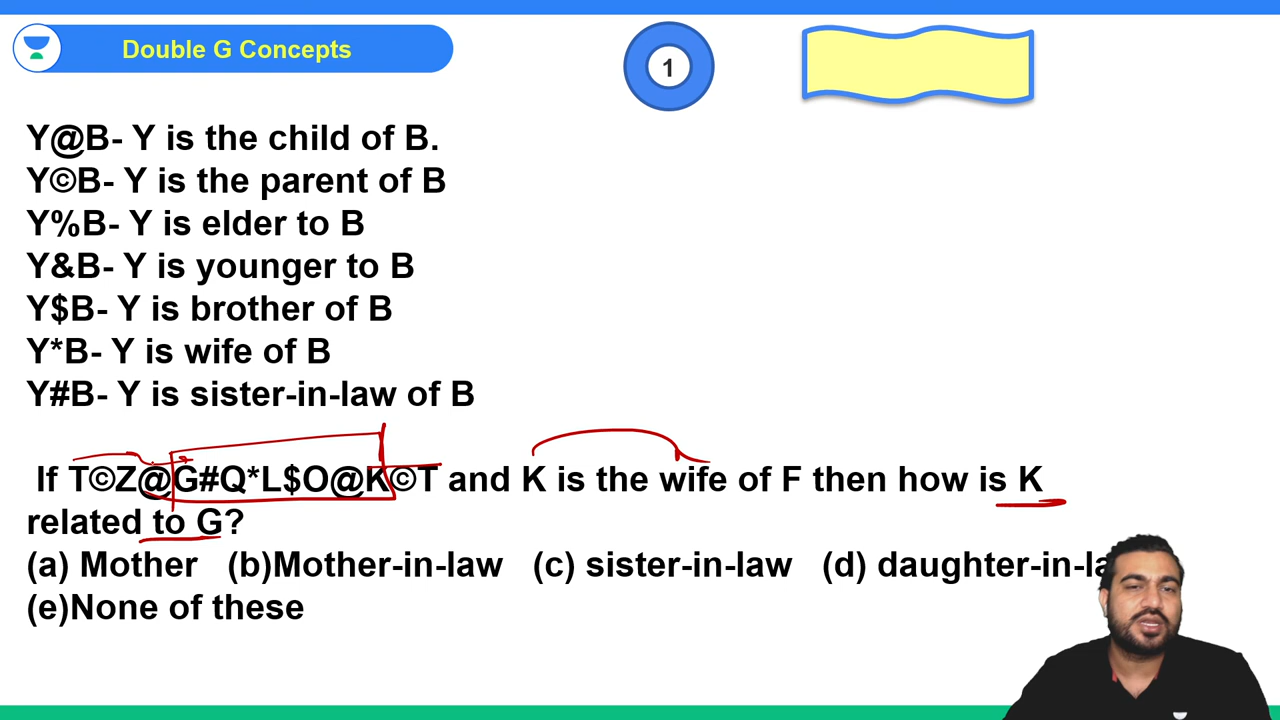 Double G Concepts
1
Y@B- Y is the child of B.
Y©B- Y is the parent of B
Y%B- Y is elder to B
Y&B- Y is younger to B
Y$B- Y is brother of B
Y*B- Y is wife of B
Y#B- Y is sister-in-law of B
If T©Z@G#Q*L$O@K©T and K is the wife of F then how is K
related to G?
(a) Mother (b)Mother-in-law (c) sister-in-law (d) daughter-in-la
(e)None of these